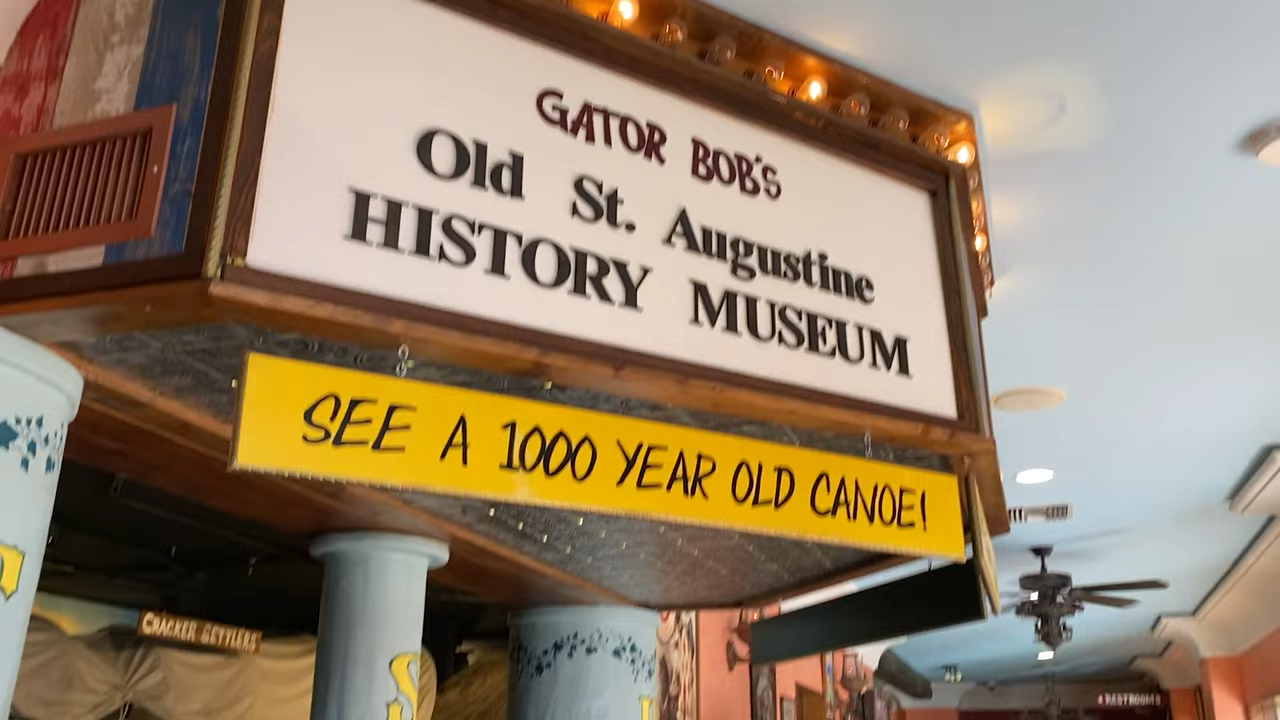 GATOR BOB'S
Old St. Augustine
HISTORY MUSEUM
SEE A 1000 YEAR OLD CANOE!
CRACKER SETTLERS
RESTROOMS